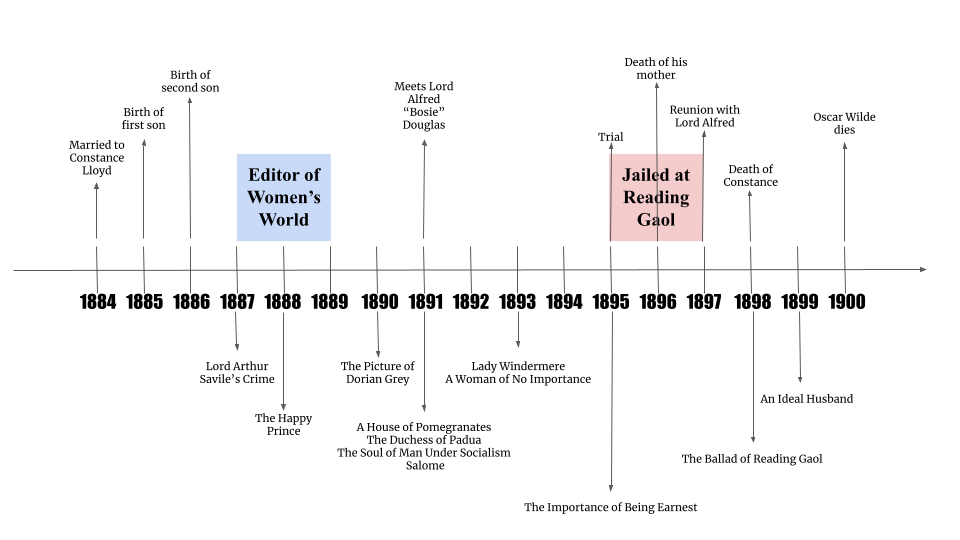 Death of his
mother
Birth of
second son
Meets Lord
Alfred
“Bosie”
Douglas
Birth of
first son
Reunion with
Lord Alfred
Oscar Wilde
dies
Trial
Married to
Constance
Lloyd
Editor of
Women’s
World
Jailed at
Reading
Gaol
Death of
Constance
1884 1885 1886 1887 1888 1889 1890 1891 1892 1893 1894 1895 1896 1897 1898 1899 1900
Lord Arthur
Savile’s Crime
The Picture of
Dorian Grey
Lady Windermere
A Woman of No Importance
An Ideal Husband
The Happy
Prince
A House of Pomegranates
The Duchess of Padua
The Soul of Man Under Socialism
Salome
The Ballad of Reading Gaol
The Importance of Being Earnest